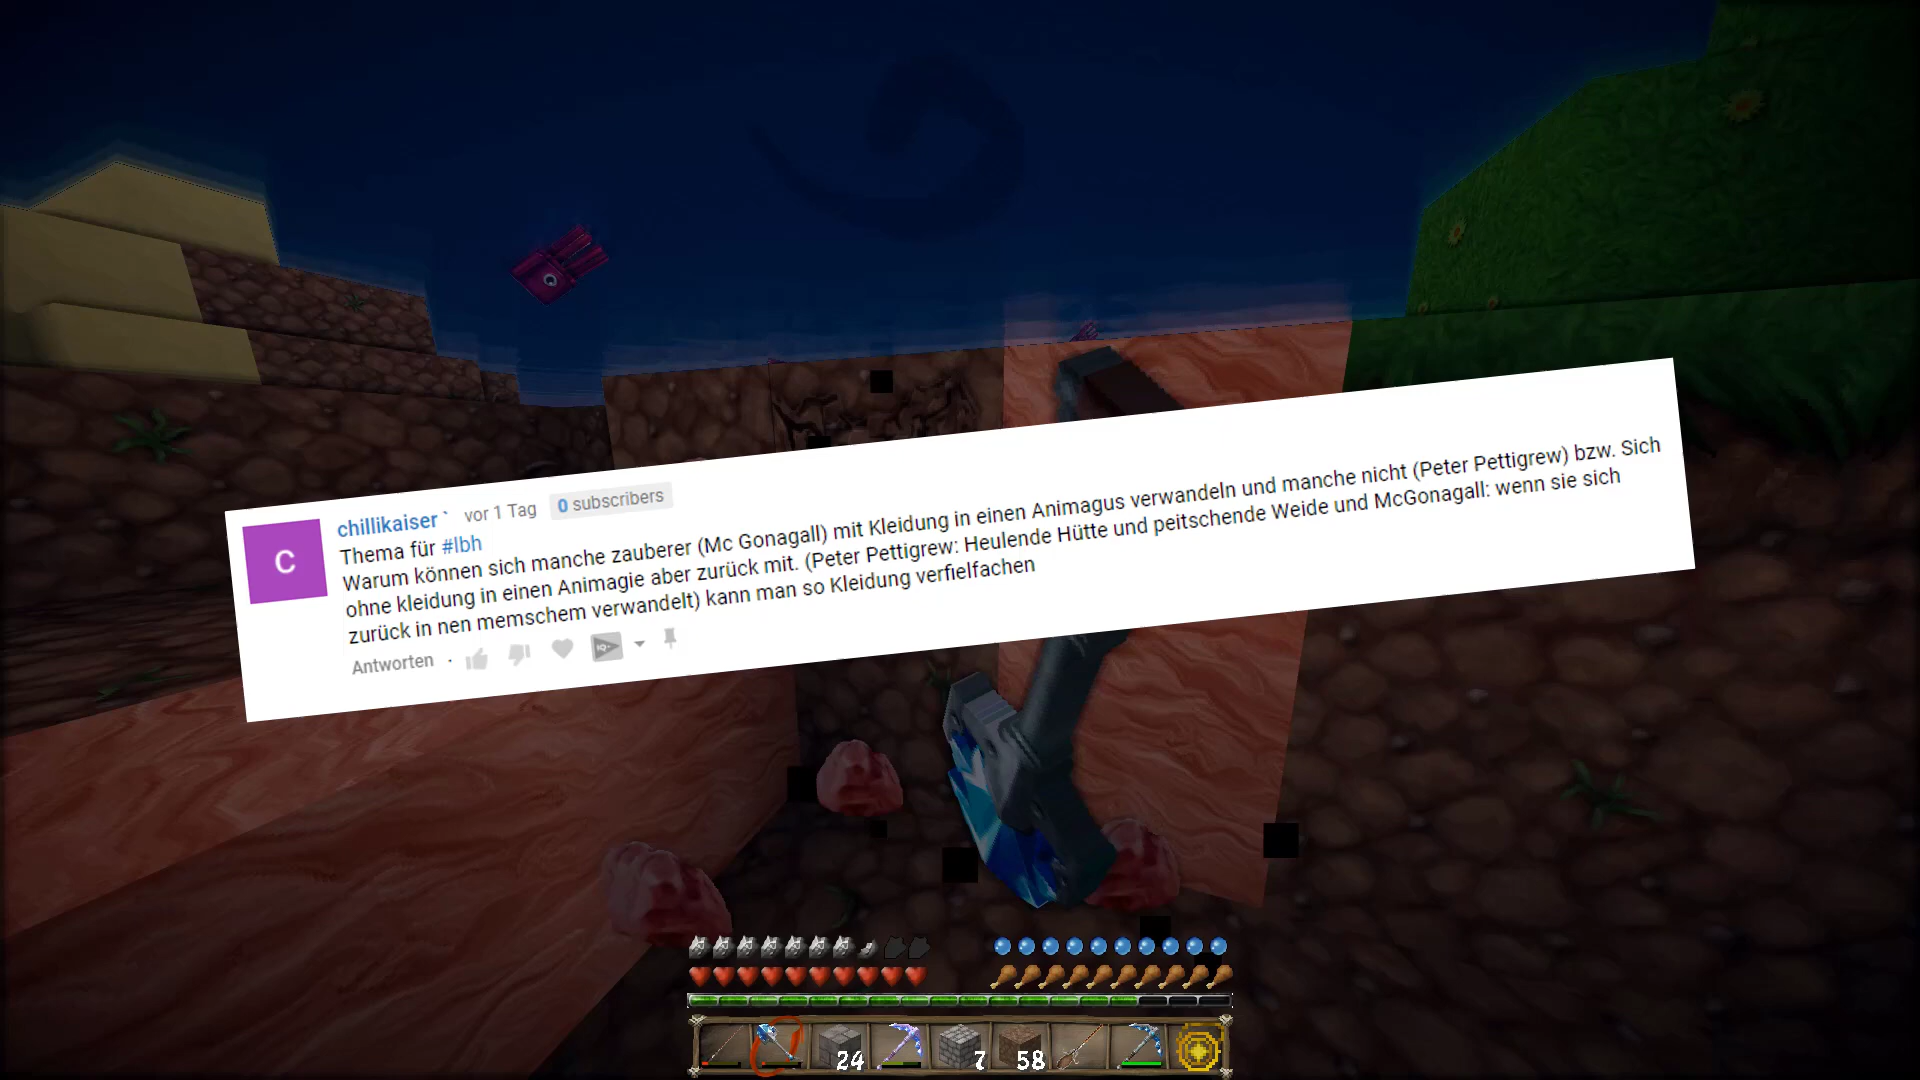 chillikaiser ` vor 1 Tag 0 subscribers
Thema für #lbh
Warum können sich manche zauberer (Mc Gonagall) mit Kleidung in einen Animagus verwandeln und manche nicht (Peter Pettigrew) bzw. Sich
ohne kleidung in einen Animagie aber zurück mit. (Peter Pettigrew: Heulende Hütte und peitschende Weide und McGonagall: wenn sie sich
zurück in nen memschem verwandelt) kann man so Kleidung verfielfachen
Antworten ·
C
IQ+
24
7
58